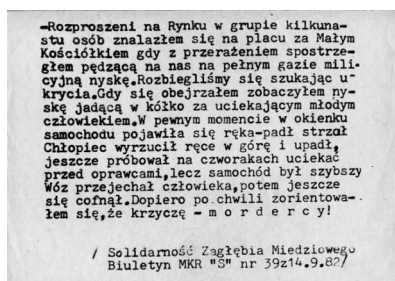 -Rozproszeni na Rynku w grupie kilkuna-
stu osób znalazłem się na placu za Małym
Kościółkiem gdy z przerażeniem spostrze-
głem pędzącą na nas na pełnym gazie mili-
cyjną nyskę.Rozbiegliśmy się szukając u-
krycia.Gdy się obejrzałem zobaczyłem ny-
skę jadącą w kółko za uciekającym młodym
człowiekiem.W pewnym momencie w okienku
samochodu pojawiła się ręka-padł strzał
Chłopiec wyrzucił ręce w górę i upadł,
jeszcze próbował na czworakach uciekać
przed oprawcami,lecz samochód był szybszy
Wóz przejechał człowieka,potem jeszcze
się cofnął.Dopiero po.chwili zorientowa-
łem się,że krzyczę - m o r d e r c y!
/ Solidarność Zagłębia Miedziowego
Biuletyn MKR "S" nr 39z14.9.82/